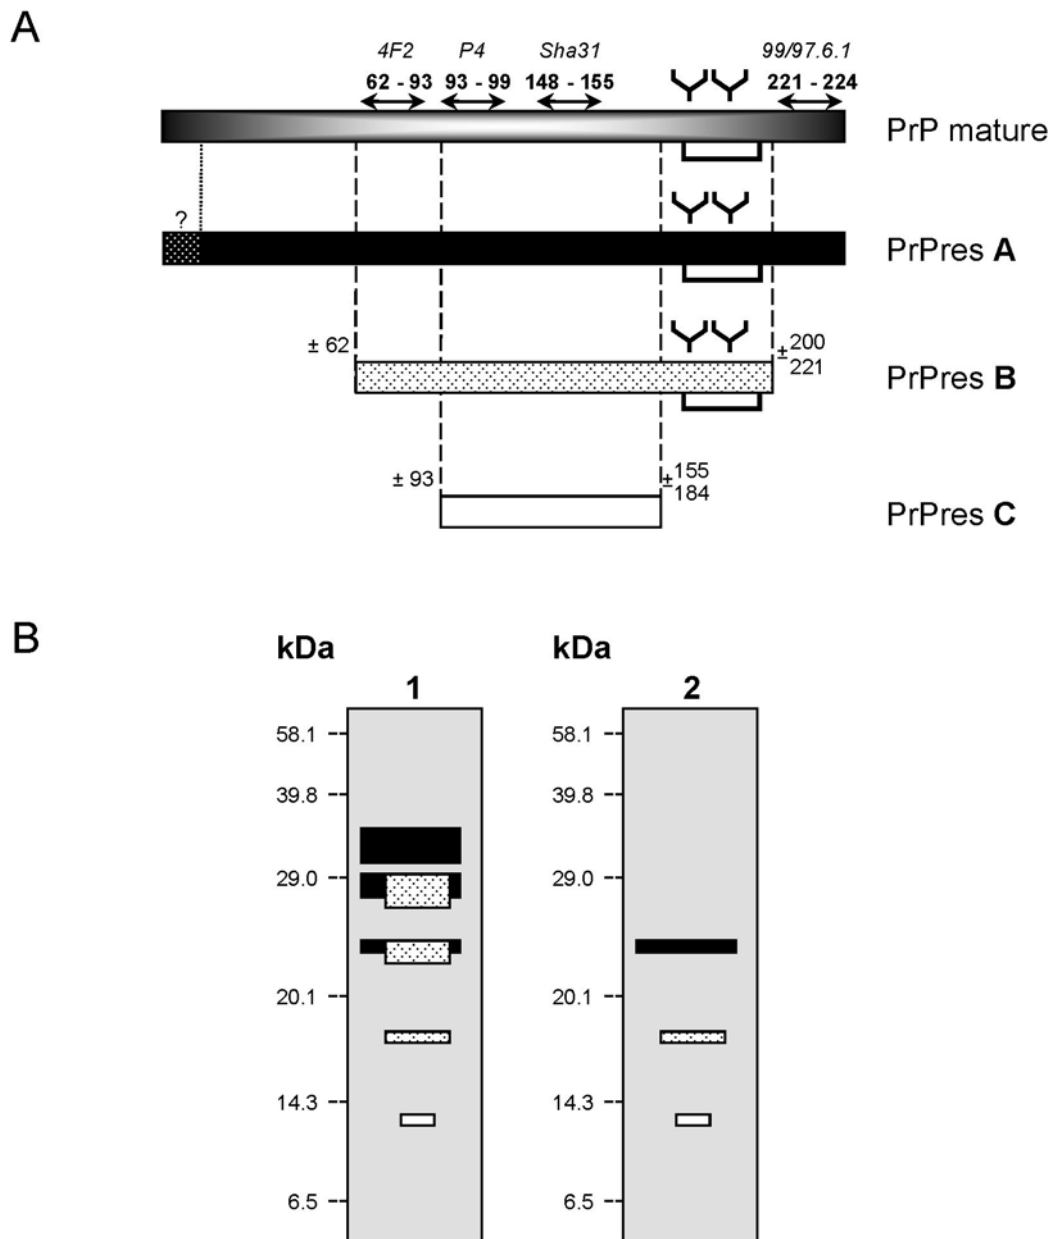 A
4F2 P4 Sha31 99/97.6.1
62 - 93 93 - 99 148 - 155 221 - 224
PrP mature
?
PrPres A
± 62
± 200
221
PrPres B
± 93
± 155
184
PrPres C
B
kDa kDa
1 2
58.1 58.1
39.8 39.8
29.0 29.0
20.1 20.1
14.3 14.3
6.5 6.5